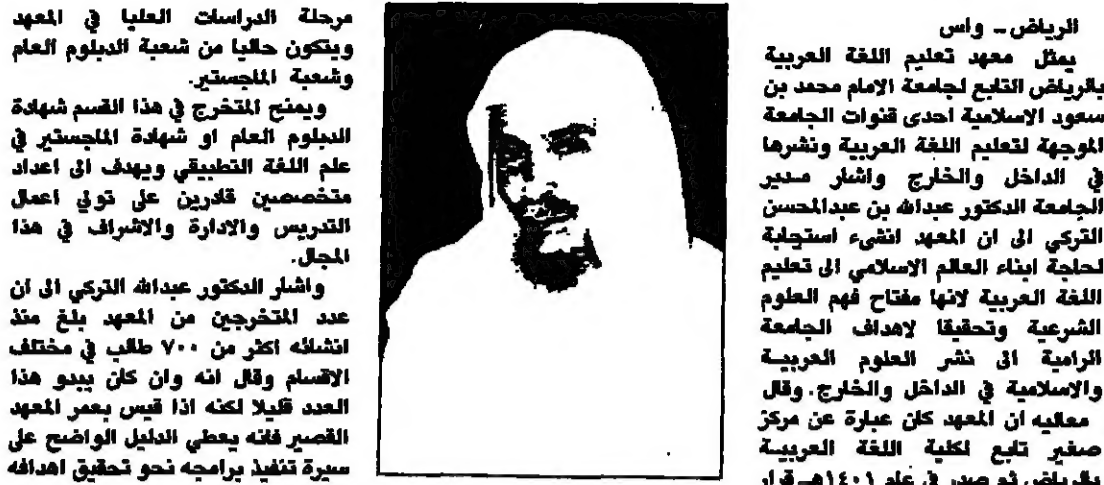 الرياض ـ واس
يمثل معهد تعليم اللغة العربية
بالرياض التابع لجامعة الامام محمد بن
سعود الاسلامية احدى قنوات الجامعة
الموجهة لتعليم اللغة العربية ونشرها
في الداخل والخارج واشار مدير
الجامعة الدكتور عبدالله بن عبدالمحسن
التركي الى ان المعهد انشىء استجابة
لحاجة ابناء العالم الاسلامي الى تعليم
اللغة العربية لانها مفتاح فهم العلوم
الشرعية وتحقيقا لاهداف الجامعة
الرامية الى نشر العلوم العربية
والاسلامية في الداخل والخارج. وقال
معاليه ان المعهد كان عبارة عن مركز
صغير تابع لكلية اللغة العربية
بالرياض ثم صدر في عام ١٤٠١هـ قرار
مرحلة الدراسات العليا في المعهد
ويتكون حاليا من شعبة الدبلوم العام
وشعبة الماجستير.
ويمنح المتخرج في هذا القسم شهادة
الدبلوم العام او شهادة الماجستير في
علم اللغة التطبيقي ويهدف الى اعداد
متخصصين قادرين على تولي اعمال
التدريس والادارة والاشراف في هذا
المجال.
واشار الدكتور عبدالله التركي الى ان
عدد المتخرجين من المعهد بلغ منذ
انشائه اكثر من ٧٠٠ طالب في مختلف
الاقسام وقال انه وان كان يبدو هذا
العدد قليلا لكنه اذا قيس بعمر المعهد
القصير فانه يعطي الدليل الواضح على
سيرة تنفيذ برامجه نحو تحقيق اهدافه